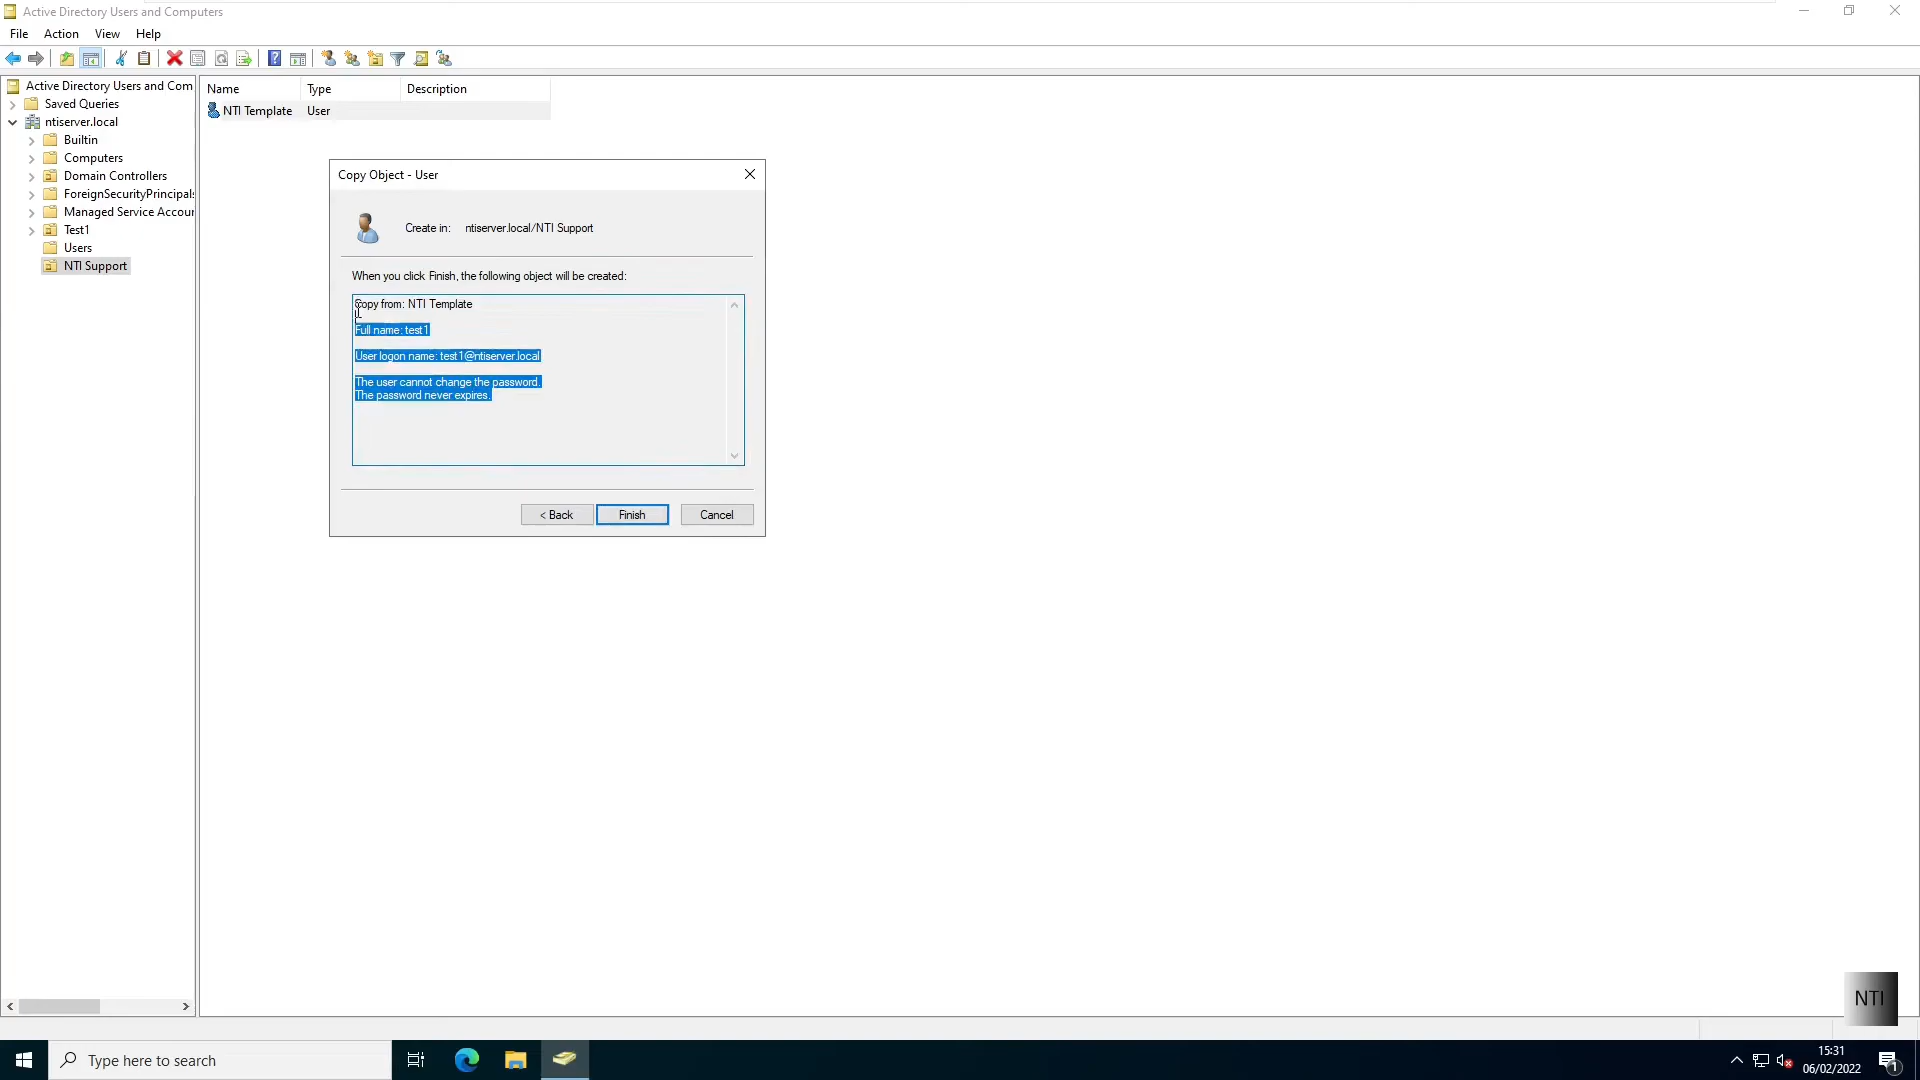 Active Directory Users and Computers
File Action View Help
Active Directory Users and Com
Saved Queries
ntiserver.local
Builtin
Computers
Domain Controllers
ForeignSecurityPrincipals
Managed Service Accour
Test1
Users
NTI Support
Name Type Description
NTI Template User
Copy Object - User
Create in: ntiserver.local/NTI Support
When you click Finish, the following object will be created:
Copy from: NTI Template
Full name: test1
User logon name: test1@ntiserver.local
The user cannot change the password.
The password never expires.
< Back Finish Cancel
NTI
Type here to search
15:31
06/02/2022
1